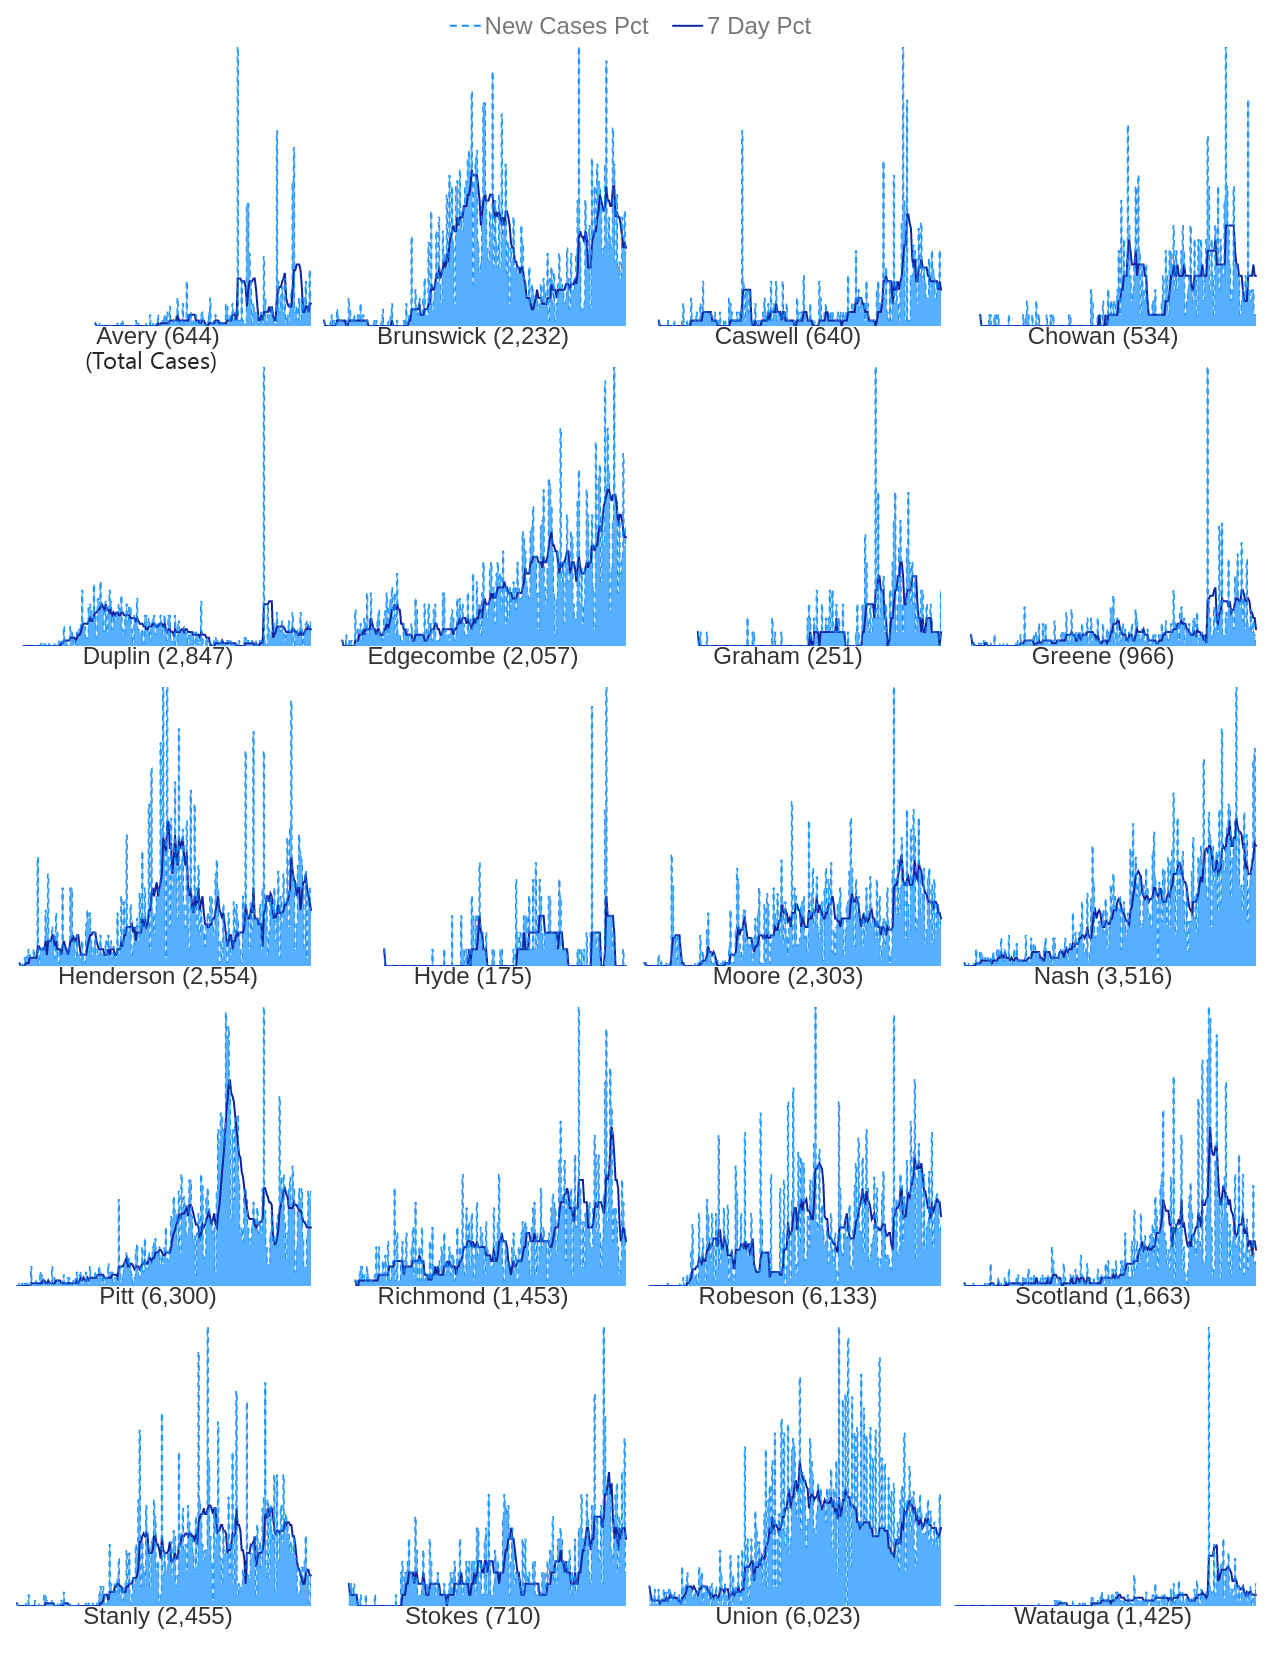 New Cases Pct 7 Day Pct
Avery (644) Brunswick (2,232) Caswell (640) Chowan (534)
(Total Cases)
Duplin (2,847) Edgecombe (2,057) Graham (251) Greene (966)
Henderson (2,554) Hyde (175) Moore (2,303) Nash (3,516)
Pitt (6,300) Richmond (1,453) Robeson (6,133) Scotland (1,663)
Stanly (2,455) Stokes (710) Union (6,023) Watauga (1,425)